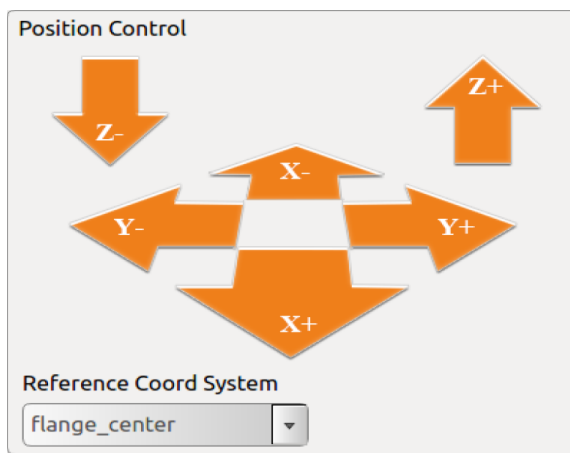 Position Control
Z-
Z+
X-
Y-
Y+
X+
Reference Coord System
flange_center